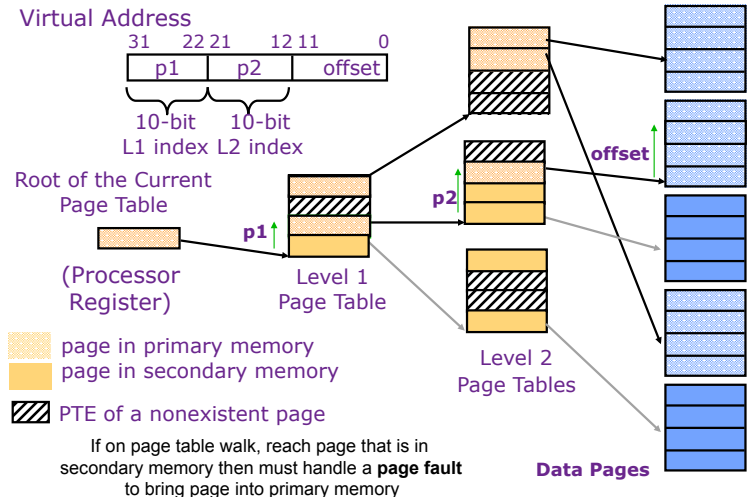 Virtual Address
31 22 21 12 11 0
p1 p2 offset
10-bit
L1 index
10-bit
L2 index
Root of the Current
Page Table
(Processor
Register)
p1
Level 1
Page Table
p2
Level 2
Page Tables
offset
Data Pages
page in primary memory
page in secondary memory
PTE of a nonexistent page
If on page table walk, reach page that is in
secondary memory then must handle a page fault
to bring page into primary memory